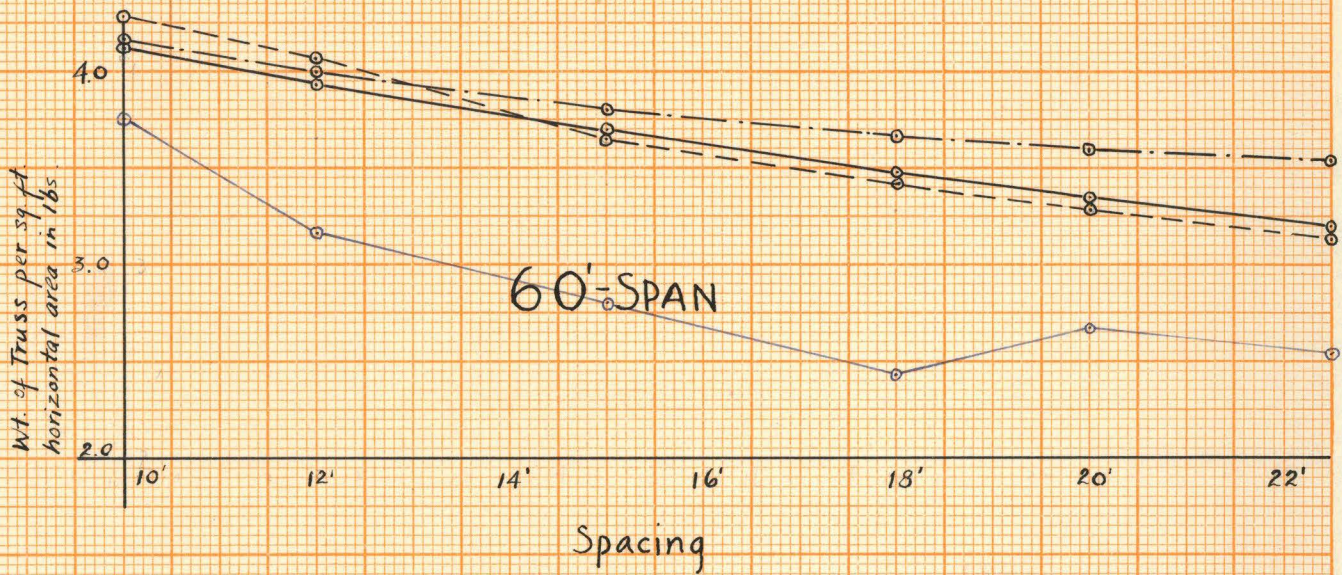 4.0
3.0
2.0
Wt. of Truss per sq. ft.
horizontal area in lbs.
60'-SPAN
10' 12' 14' 16' 18' 20' 22'
Spacing